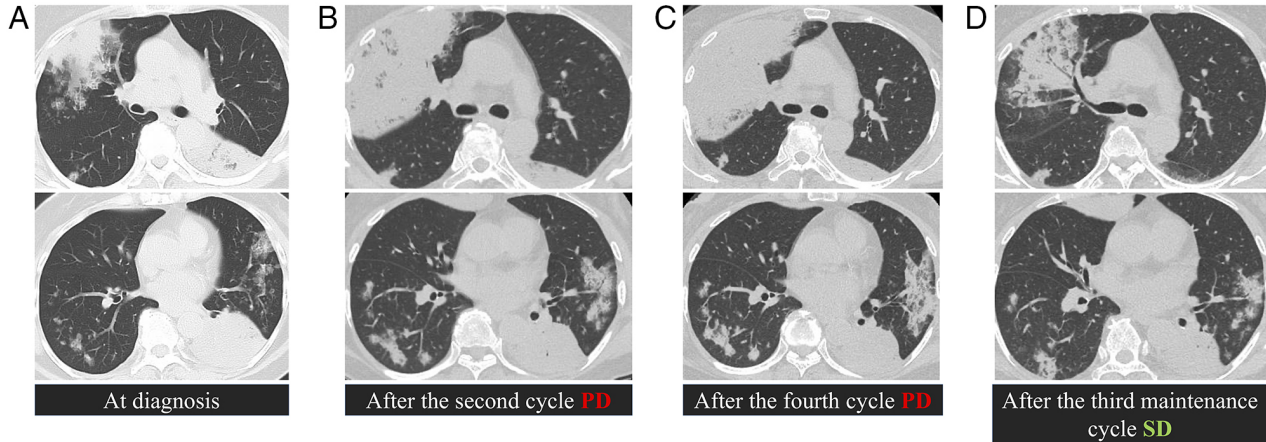 A
B
C
D
At diagnosis
After the second cycle PD
After the fourth cycle PD
After the third maintenance
cycle SD